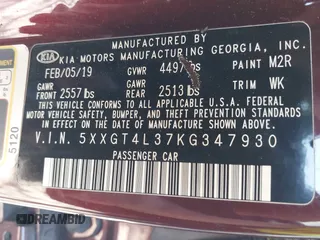 MANUFACTURED BY
KIA KIA MOTORS MANUFACTURING GEORGIA, INC.
FEB/05/19 GVWR 4497 PAINT M2R
GAWR FRONT 2557 lbs GAWR REAR 2513 lbs TRIM WK
THIS VEHICLE CONFORMS TO ALL APPLICABLE U.S. FEDERAL
MOTOR VEHICLE SAFETY, BUMPER, AND THEFT PREVENTION
STANDARDS IN EFFECT ON THE DATE OF MANUFACTURE
SHOWN ABOVE.
V.I.N. 5XXGT4L37KG347930
PASSENGER CAR
5120
DREAMBID